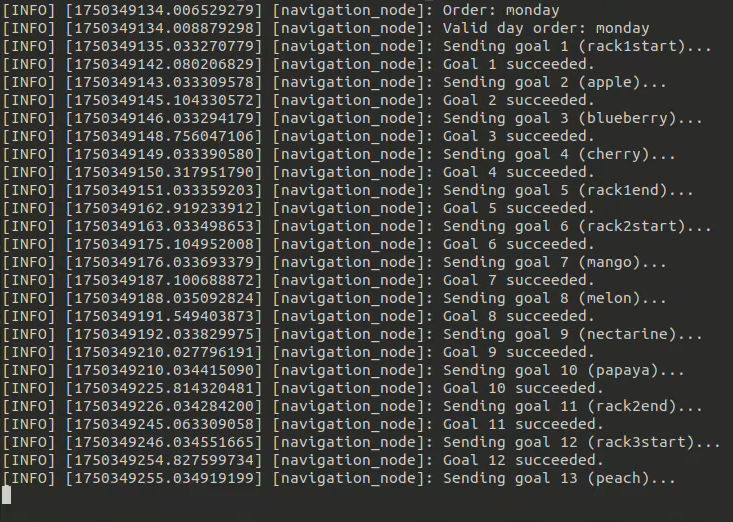 [INFO] [1750349134.006529279] [navigation_node]: Order: monday
[INFO] [1750349134.008879298] [navigation_node]: Valid day order: monday
[INFO] [1750349135.033270779] [navigation_node]: Sending goal 1 (rack1start)...
[INFO] [1750349142.080206829] [navigation_node]: Goal 1 succeeded.
[INFO] [1750349143.033309578] [navigation_node]: Sending goal 2 (apple)...
[INFO] [1750349145.104330572] [navigation_node]: Goal 2 succeeded.
[INFO] [1750349146.033294179] [navigation_node]: Sending goal 3 (blueberry)...
[INFO] [1750349148.756047106] [navigation_node]: Goal 3 succeeded.
[INFO] [1750349149.033390580] [navigation_node]: Sending goal 4 (cherry)...
[INFO] [1750349150.317951790] [navigation_node]: Goal 4 succeeded.
[INFO] [1750349151.033359203] [navigation_node]: Sending goal 5 (rack1end)...
[INFO] [1750349162.919233912] [navigation_node]: Goal 5 succeeded.
[INFO] [1750349163.033498653] [navigation_node]: Sending goal 6 (rack2start)...
[INFO] [1750349175.104952008] [navigation_node]: Goal 6 succeeded.
[INFO] [1750349176.033693379] [navigation_node]: Sending goal 7 (mango)...
[INFO] [1750349187.100688872] [navigation_node]: Goal 7 succeeded.
[INFO] [1750349188.035092824] [navigation_node]: Sending goal 8 (melon)...
[INFO] [1750349191.549403873] [navigation_node]: Goal 8 succeeded.
[INFO] [1750349192.033829975] [navigation_node]: Sending goal 9 (nectarine)...
[INFO] [1750349210.027796191] [navigation_node]: Goal 9 succeeded.
[INFO] [1750349210.034415090] [navigation_node]: Sending goal 10 (papaya)...
[INFO] [1750349225.814320481] [navigation_node]: Goal 10 succeeded.
[INFO] [1750349226.034284200] [navigation_node]: Sending goal 11 (rack2end)...
[INFO] [1750349245.063309058] [navigation_node]: Goal 11 succeeded.
[INFO] [1750349246.034551665] [navigation_node]: Sending goal 12 (rack3start)...
[INFO] [1750349254.827599734] [navigation_node]: Goal 12 succeeded.
[INFO] [1750349255.034919199] [navigation_node]: Sending goal 13 (peach)...